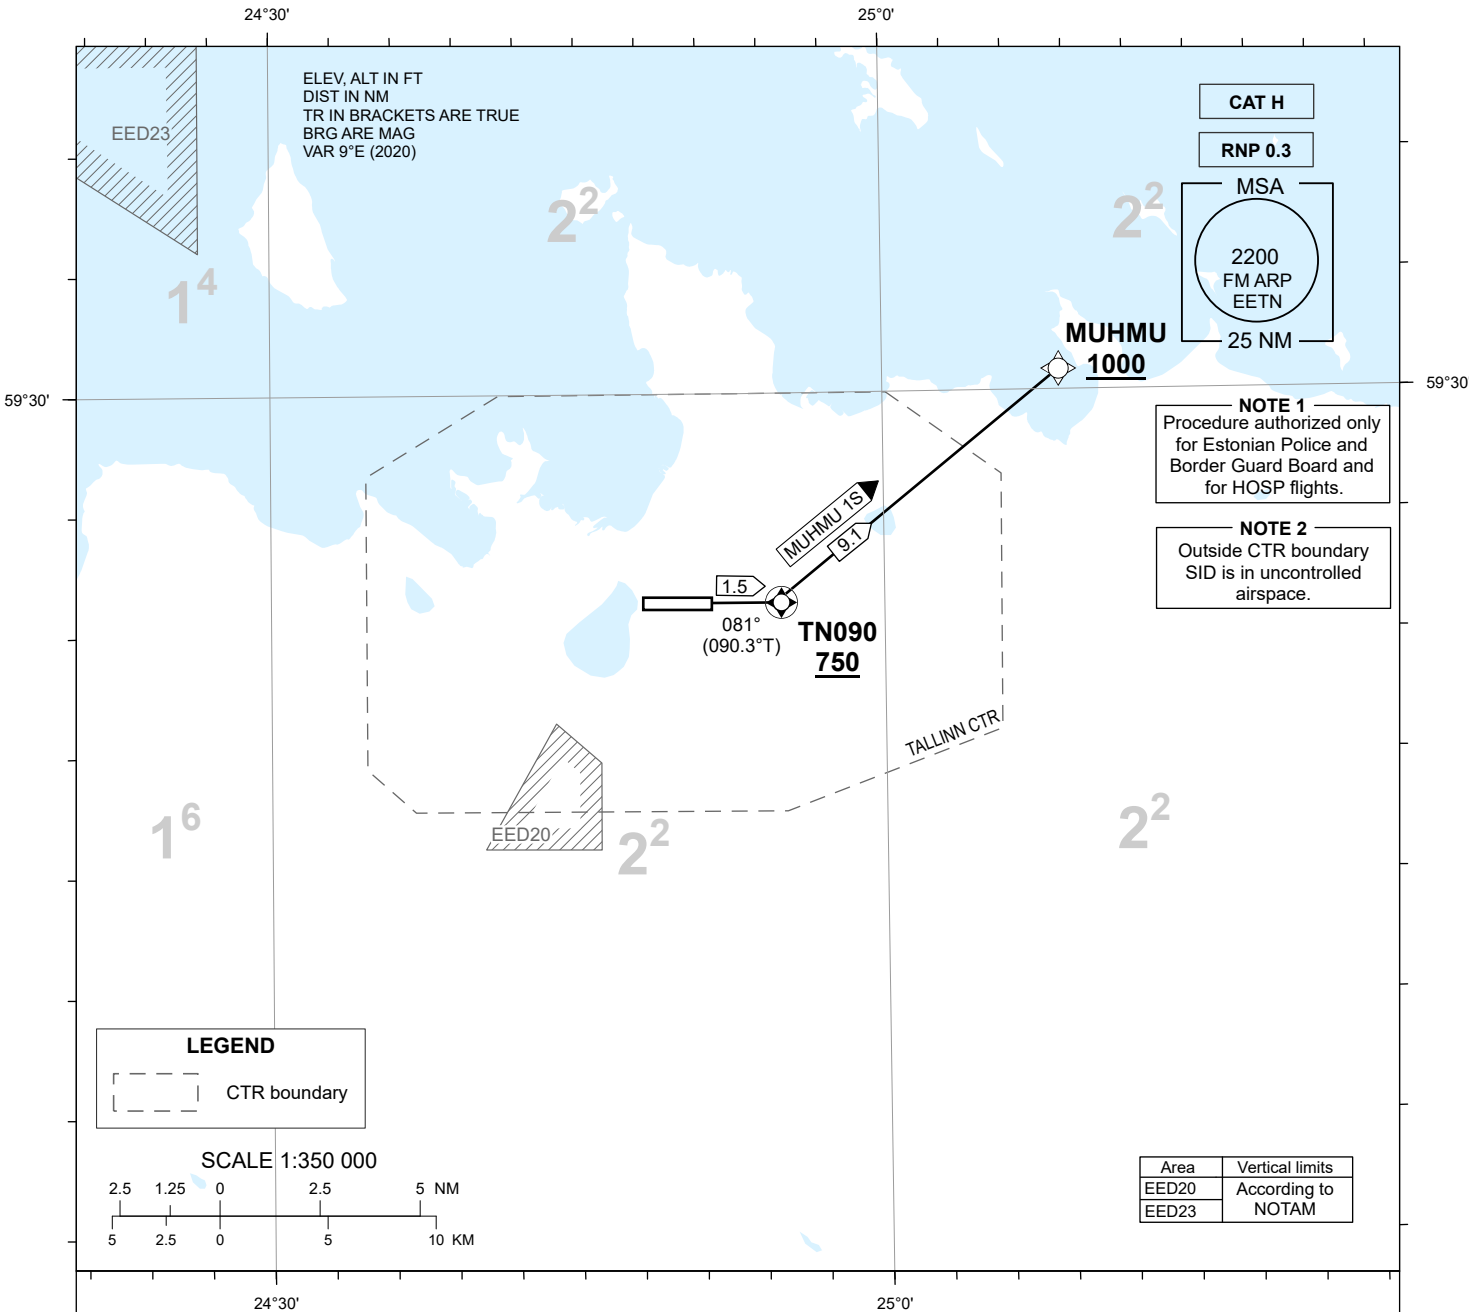 24°30'
25°0'
ELEV, ALT IN FT
DIST IN NM
TR IN BRACKETS ARE TRUE
BRG ARE MAG
VAR 9°E (2020)
EED23
CAT H
RNP 0.3
MSA
2200
FM ARP
EETN
25 NM
2²
2²
1⁴
MUHMU
1000
59°30'
59°30'
NOTE 1
Procedure authorized only
for Estonian Police and
Border Guard Board and
for HOSP flights.
NOTE 2
Outside CTR boundary
SID is in uncontrolled
airspace.
MUHMU 1S
9.1
1.5
081°
(090.3°T)
TN090
750
TALLINN CTR
EED20
1⁶
2²
2²
LEGEND
CTR boundary
SCALE 1:350 000
2.5 1.25 0 2.5 5 NM
5 2.5 0 5 10 KM
Area Vertical limits
EED20 According to
EED23 NOTAM
24°30'
25°0'